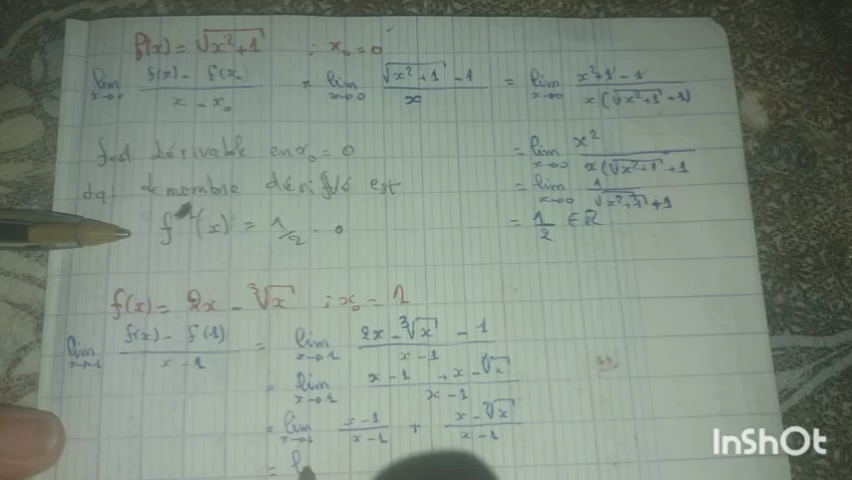 f(x) = √(x²+1) ; x₀ = 0
lim x→0 (f(x) - f(x₀))/(x - x₀) = lim x→0 (√(x²+1) - 1)/x = lim x→0 (x²+1-1)/(x(√(x²+1)+1))
f est dérivable en x₀ = 0 = lim x→0 x²/(x(√(x²+1)+1
nombre dérivé est = lim x→0 1/(√(x²+1)+1
f'(x) = 1/2 = 1/2 ∈ ℝ
f(x) = 2x - ∛x ; x₀ = 1
lim x→1 (f(x) - f(1))/(x - 1) = lim x→1 (2x - ∛x - 1)/(x - 1)
= lim x→1 (x - 1 + x - ∛x)/(x - 1)
= lim x→1 (x-1)/(x-1) + (x - ∛x)/(x - 1)
=
InShOt